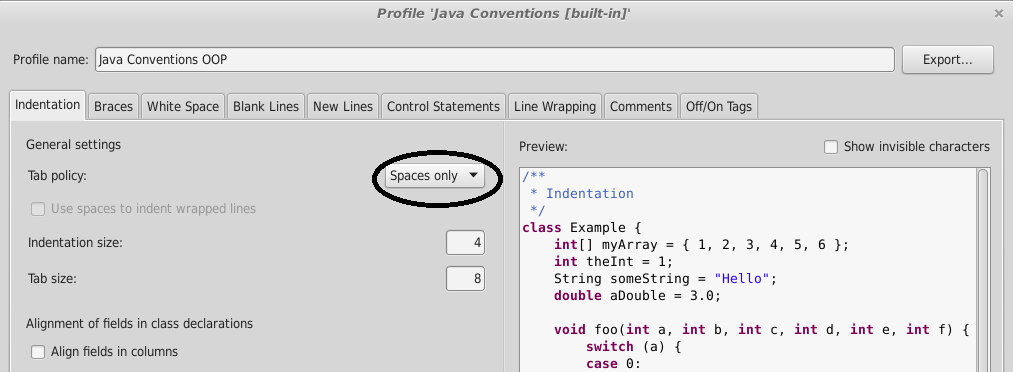 Profile 'Java Conventions [built-in]'
Profile name: Java Conventions OOP Export...
Indentation Braces White Space Blank Lines New Lines Control Statements Line Wrapping Comments Off/On Tags
General settings
Preview: Show invisible characters
Tab policy: Spaces only
Use spaces to indent wrapped lines
Indentation size: 4
Tab size: 8
Alignment of fields in class declarations
Align fields in columns
/**
 * Indentation
 */
class Example {
    int[] myArray = { 1, 2, 3, 4, 5, 6 };
    int theInt = 1;
    String someString = "Hello";
    double aDouble = 3.0;
    void foo(int a, int b, int c, int d, int e, int f) {
        switch (a) {
        case 0: